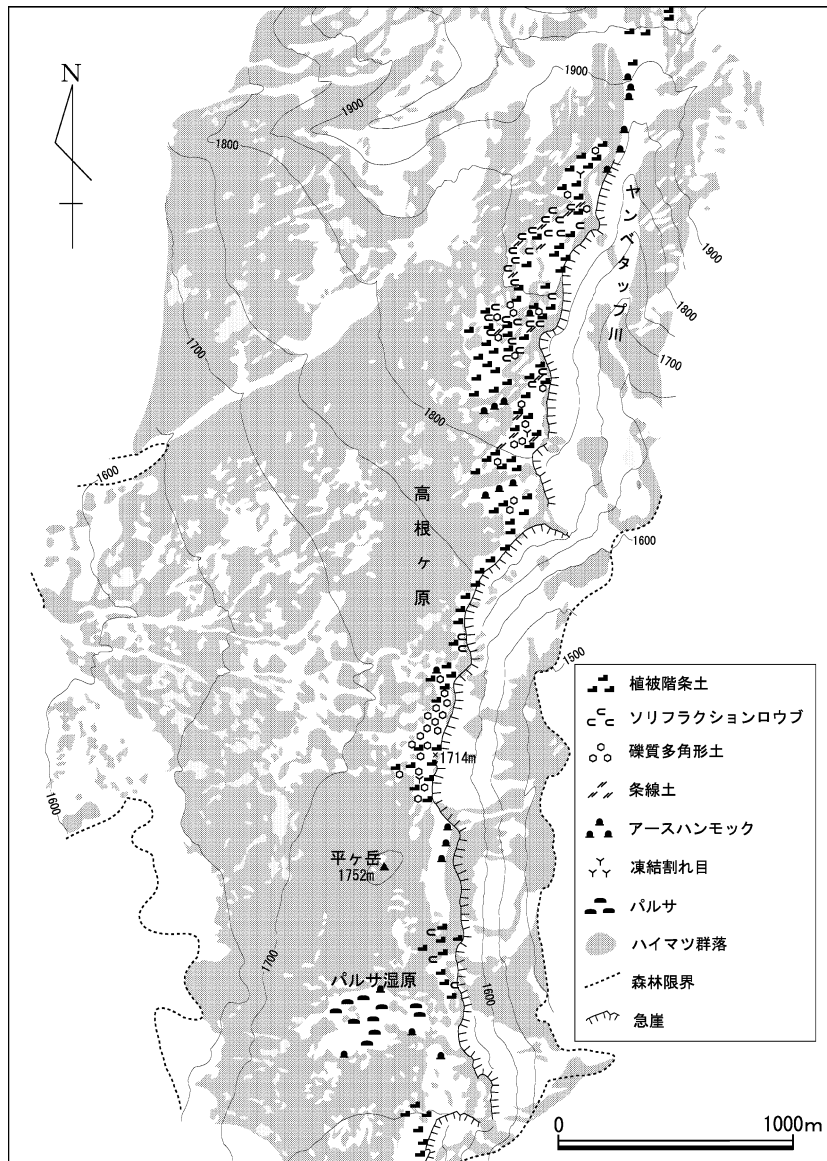 N
1900
1900
1800
ヤンベタップ川
1900
1800
1700
1700
1800
1600
高根ヶ原
1600
1500
1714m
1600
平ヶ岳
1752m
1700
パルサ湿原
1600
植被階条土
ソリフラクションロウブ
礫質多角形土
条線土
アースハンモック
凍結割れ目
パルサ
ハイマツ群落
森林限界
急崖
0 1000m